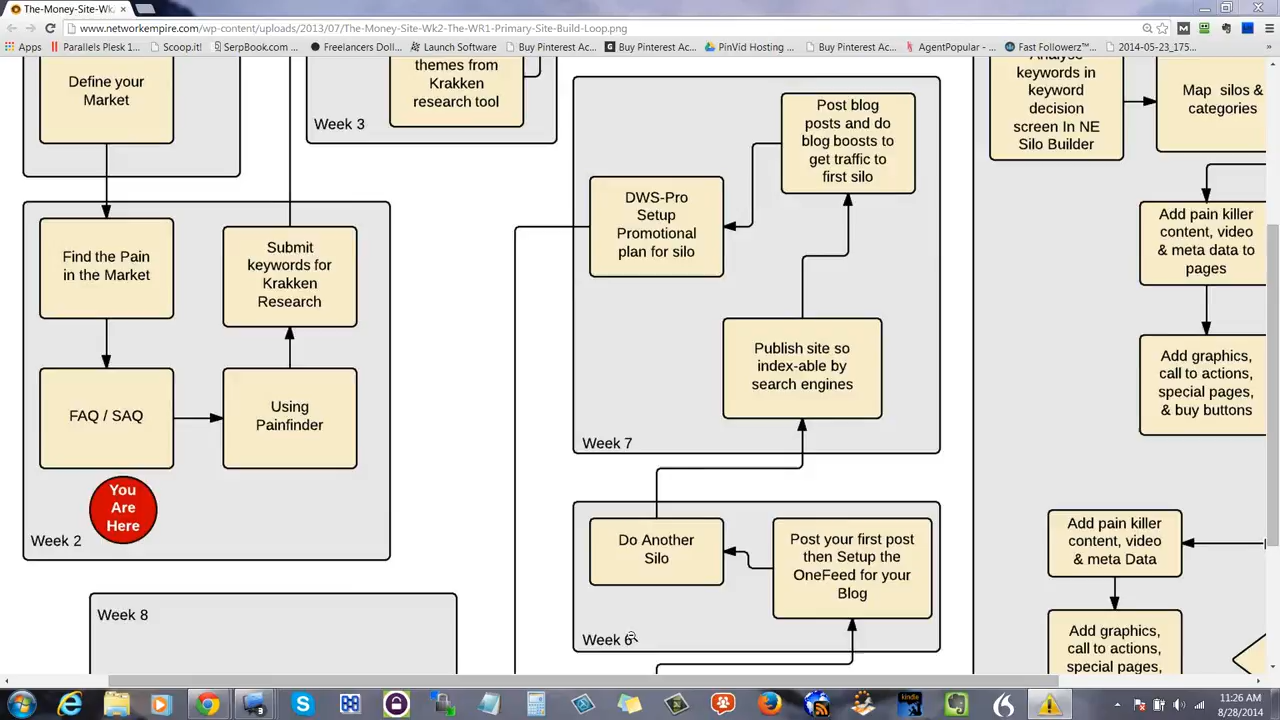 The-Money-Site-Wk2
www.networkempire.com/wp-content/uploads/2013/07/The-Money-Site-Wk2-The-WR1-Primary-Site-Build-Loop.png
Apps
Parallels Plesk 1...
Scoop.it!
SerpBook.com ...
Freelancers Doll...
Launch Software
Buy Pinterest Ac...
Buy Pinterest Ac...
PinVid Hosting ...
Buy Pinterest Ac...
AgentPopular - ...
Fast Followerz™...
2014-05-23_175...
»
Define your
Market
themes from
Krakken
research tool
Week 3
Post blog
posts and do
blog boosts to
get traffic to
first silo
DWS-Pro
Setup
Promotional
plan for silo
Publish site so
index-able by
search engines
Week 7
Analyse
keywords in
keyword
decision
screen In NE
Silo Builder
Map silos &
categories
Add pain killer
content, video
& meta data to
pages
Add graphics,
call to actions,
special pages,
& buy buttons
Find the Pain
in the Market
Submit
keywords for
Krakken
Research
FAQ / SAQ
Using
Pathfinder
You
Are
Here
Week 2
Do Another
Silo
Post your first post
then Setup the
OneFeed for your
Blog
Week 6
Add pain killer
content, video
& meta Data
Add graphics,
call to actions,
special pages,
Week 8
kindle
11:26 AM
8/28/2014